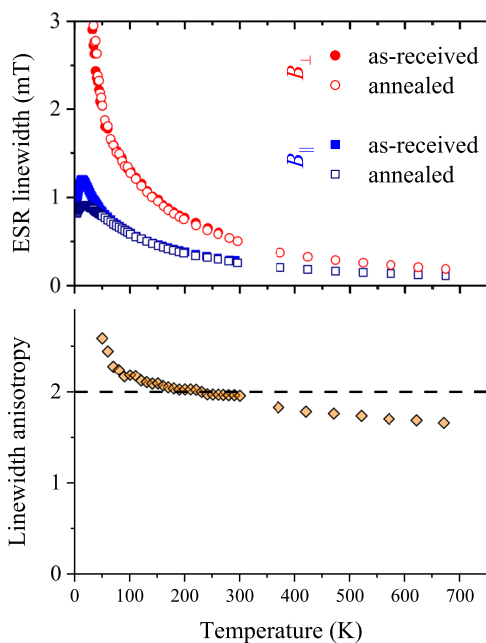 3
2
1
0
ESR linewidth (mT)
B⊥
as-received
annealed
B||
as-received
annealed
2
1
0
Linewidth anisotropy
0 100 200 300 400 500 600 700
Temperature (K)